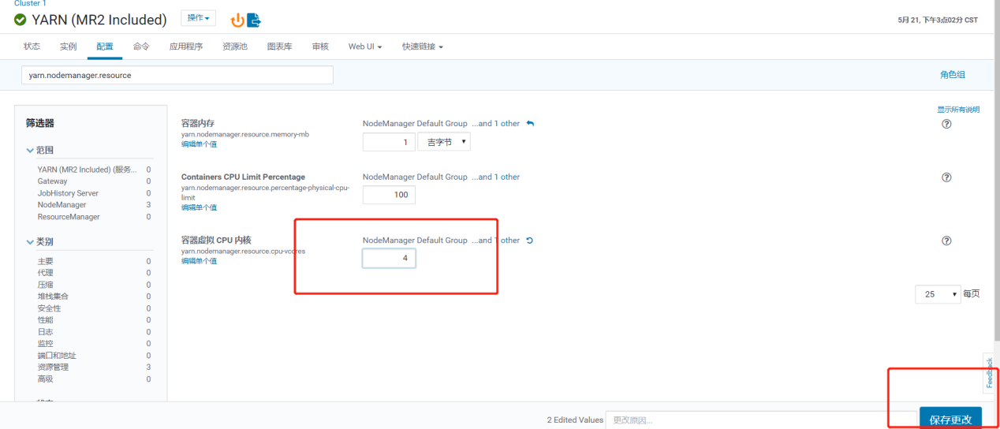 Cluster 1
YARN (MR2 Included) 操作
5月 21, 下午3点02分 CST
状态 实例 配置 命令 应用程序 资源池 图表库 审核 Web UI 快速链接
yarn.nodemanager.resource
角色组
显示所有说明
筛选器
范围
YARN (MR2 Included) (服务... 0
Gateway 0
JobHistory Server 0
NodeManager 3
ResourceManager 0
类别
主要 0
代理 0
压缩 0
堆栈集合 0
安全性 0
性能 0
日志 0
监控 0
端口和地址 0
资源管理 3
高级 0
容器内存 NodeManager Default Group ...and 1 other
yarn.nodemanager.resource.memory-mb
编辑单个值
1 吉字节
Containers CPU Limit Percentage NodeManager Default Group ...and 1 other
yarn.nodemanager.resource.percentage-physical-cpu-
limit
100
编辑单个值
容器虚拟 CPU 内核 NodeManager Default Group ...and 1 other
yarn.nodemanager.resource.cpu-vcores
4
编辑单个值
25 每页
Feedback
2 Edited Values 更改原因... 保存更改